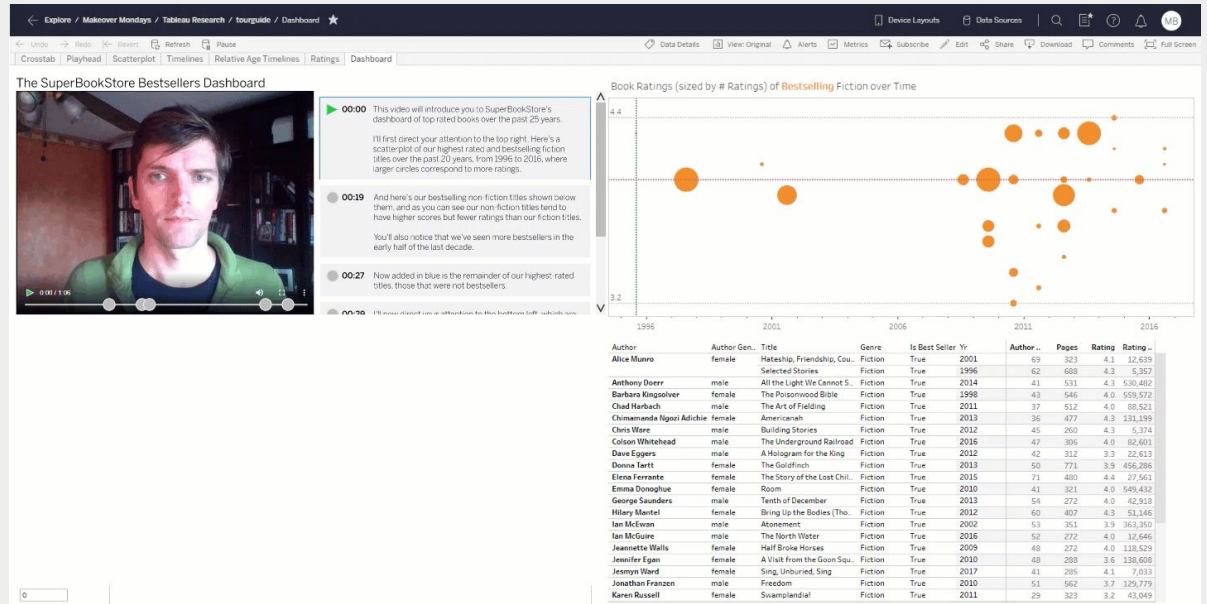 Explore / Makeover Mondays / Tableau Research / tourguide / Dashboard
Device Layouts
Data Sources
MB
Undo
Redo
Revert
Refresh
Pause
Data Details
View: Original
Alerts
Metrics
Subscribe
Edit
Share
Download
Comments
Full Screen
Crosstab
Playhead
Scatterplot
Timelines
Relative Age Timelines
Ratings
Dashboard
The SuperBookStore Bestsellers Dashboard
0:00 / 1:06
00:00 This video will introduce you to SuperBookStore's
dashboard of top rated books over the past 25 years.
I'll first direct your attention to the top right. Here's a
scatterplot of our highest rated and bestselling fiction
titles over the past 20 years, from 1996 to 2016, where
larger circles correspond to more ratings.
00:19 And here's our bestselling non-fiction titles shown below
them, and as you can see our non-fiction titles tend to
have higher scores but fewer ratings than our fiction titles.
You'll also notice that we've seen more bestsellers in the
early half of the last decade.
00:27 Now added in blue is the remainder of our highest-rated
titles, those that were not bestsellers.
00:29 I'll now direct your attention to the bottom left, which are
0
Book Ratings (sized by # Ratings) of Bestselling Fiction over Time
4.4
3.2
1996 2001 2006 2011 2016
Author Author Gen.. Title Genre Is Best Seller Yr Author .. Pages Rating Rating ..
Alice Munro female Hateship, Friendship, Cou.. Fiction True 2001 69 323 4.1 12,639
Selected Stories Fiction True 1996 62 688 4.3 5,357
Anthony Doerr male All the Light We Cannot S.. Fiction True 2014 41 531 4.3 530,482
Barbara Kingsolver female The Poisonwood Bible Fiction True 1998 43 546 4.0 559,572
Chad Harbach male The Art of Fielding Fiction True 2011 37 512 4.0 88,521
Chimamanda Ngozi Adichie female Americanah Fiction True 2013 36 477 4.3 131,199
Chris Ware male Building Stories Fiction True 2012 45 260 4.3 5,374
Colson Whitehead male The Underground Railroad Fiction True 2016 47 306 4.0 82,601
Dave Eggers male A Hologram for the King Fiction True 2012 42 312 3.3 22,613
Donna Tartt female The Goldfinch Fiction True 2013 50 771 3.9 456,286
Elena Ferrante female The Story of the Lost Chil.. Fiction True 2015 71 480 4.4 27,561
Emma Donoghue female Room Fiction True 2010 41 321 4.0 549,432
George Saunders male Tenth of December Fiction True 2013 54 272 4.0 42,918
Hilary Mantel female Bring Up the Bodies (Tho.. Fiction True 2012 60 407 4.3 51,146
Ian McEwan male Atonement Fiction True 2002 53 351 3.9 363,350
Ian McGuire male The North Water Fiction True 2016 52 272 4.0 12,646
Jeannette Walls female Half Broke Horses Fiction True 2009 48 272 4.0 118,529
Jennifer Egan female A Visit from the Goon Squ.. Fiction True 2010 48 288 3.6 138,608
Jesmyn Ward female Sing, Unburied, Sing Fiction True 2017 41 285 4.1 7,033
Jonathan Franzen male Freedom Fiction True 2010 51 562 3.7 129,779
Karen Russell female Swamplandia! Fiction True 2011 29 323 3.2 43,049